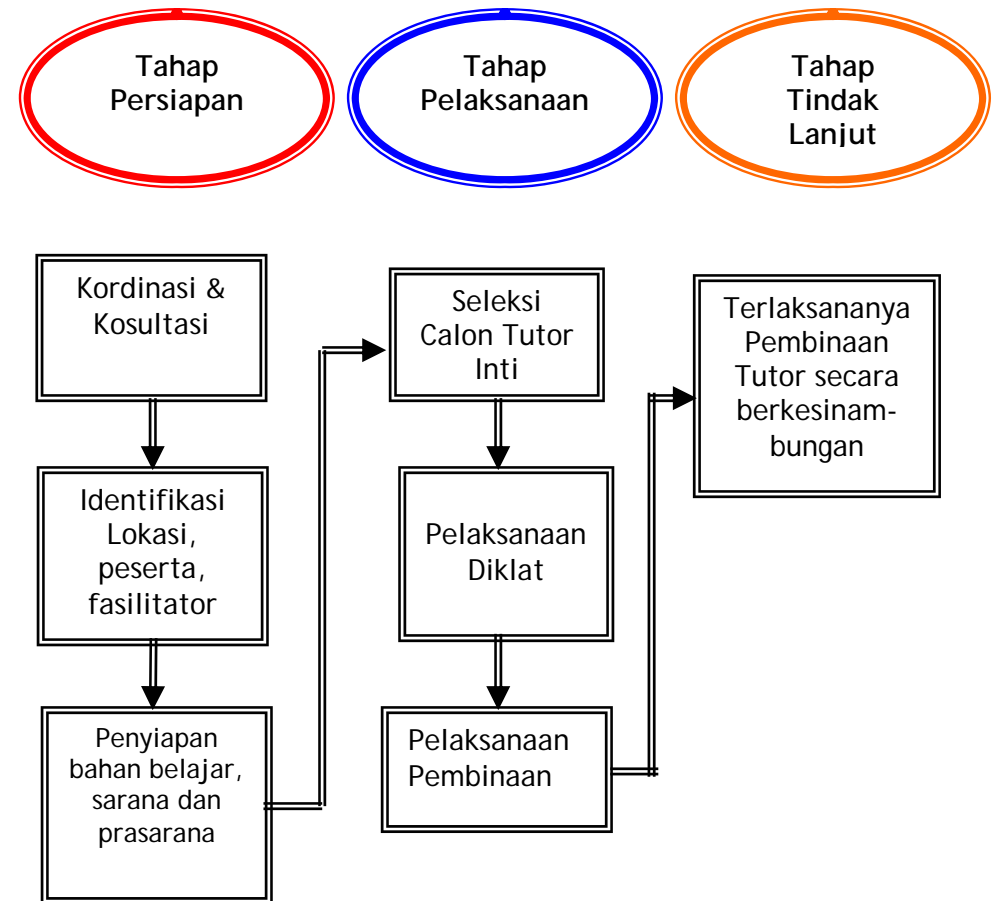 Tahap
Persiapan
Tahap
Pelaksanaan
Tahap
Tindak
Lanjut
Kordinasi &
Kosultasi
Identifikasi
Lokasi,
peserta,
fasilitator
Penyiapan
bahan belajar,
sarana dan
prasarana
Seleksi
Calon Tutor
Inti
Pelaksanaan
Diklat
Pelaksanaan
Pembinaan
Terlaksananya
Pembinaan
Tutor secara
berkesinam-
bungan